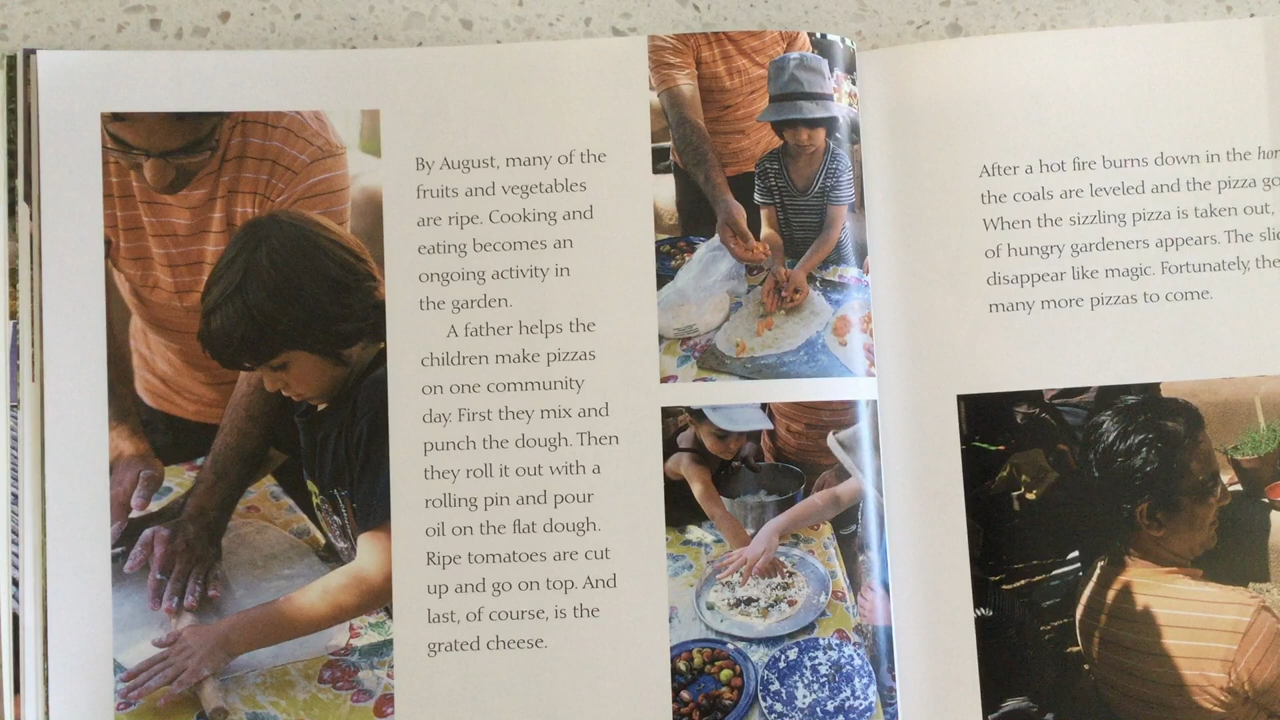 By August, many of the
fruits and vegetables
are ripe. Cooking and
eating becomes an
ongoing activity in
the garden.
A father helps the
children make pizzas
on one community
day. First they mix and
punch the dough. Then
they roll it out with a
rolling pin and pour
oil on the flat dough.
Ripe tomatoes are cut
up and go on top. And
last, of course, is the
grated cheese.
After a hot fire burns down in the
the coals are leveled and the pizza
When the sizzling pizza is taken out,
of hungry gardeners appears. The
disappear like magic. Fortunately,
many more pizzas to come.